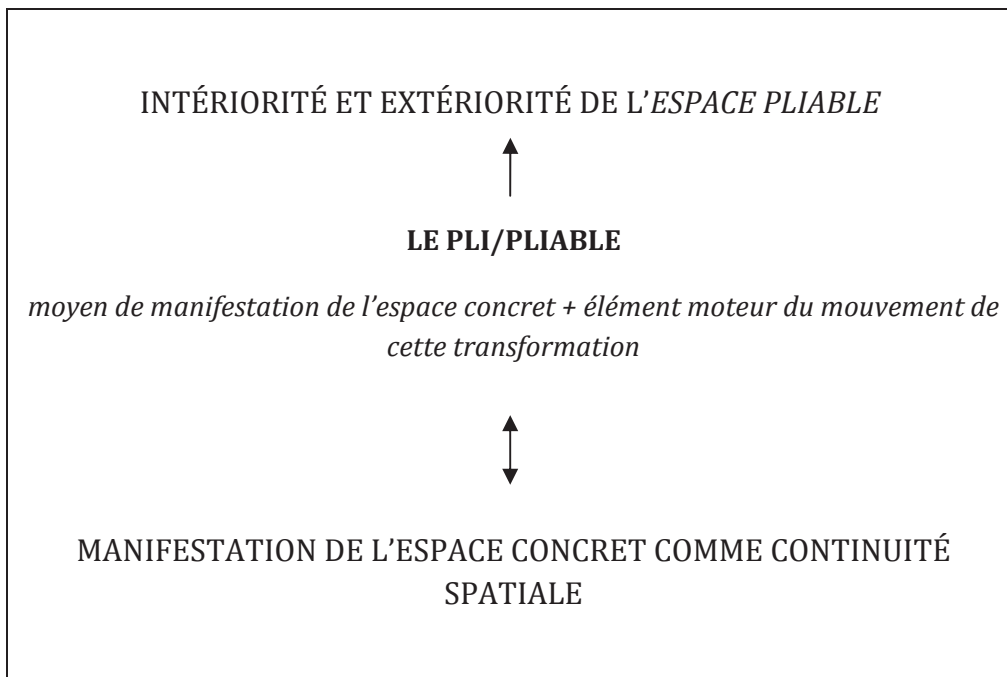 INTÉRIORITÉ ET EXTÉRIORITÉ DE L’ESPACE PLIABLE
LE PLI/PLIABLE
moyen de manifestation de l’espace concret + élément moteur du mouvement de
cette transformation
MANIFESTATION DE L’ESPACE CONCRET COMME CONTINUITÉ
SPATIALE